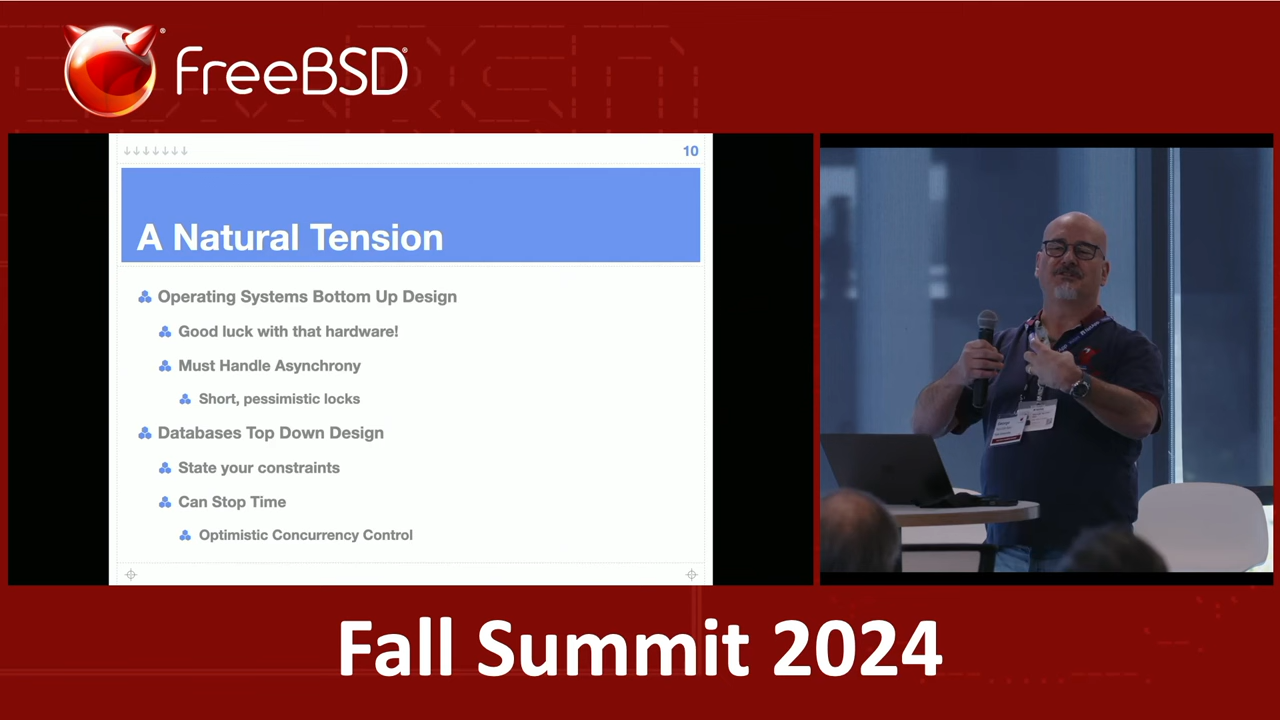 FreeBSD®
10
A Natural Tension
Operating Systems Bottom Up Design
Good luck with that hardware!
Must Handle Asynchrony
Short, pessimistic locks
Databases Top Down Design
State your constraints
Can Stop Time
Optimistic Concurrency Control
Fall Summit 2024